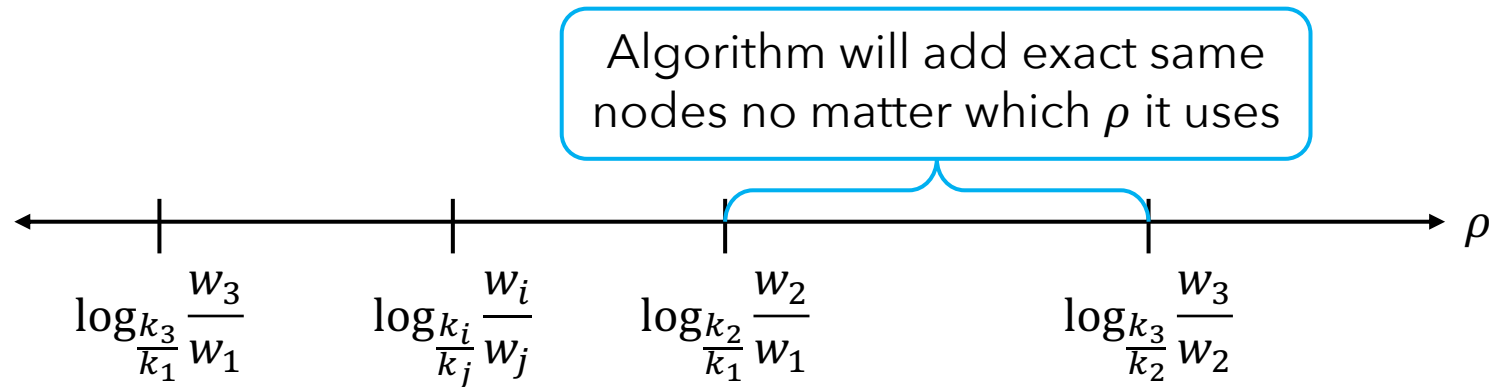 Algorithm will add exact same
nodes no matter which ρ it uses
ρ
log_{k_3/k_1} w_3/w_1
log_{k_i/k_j} w_i/w_j
log_{k_2/k_1} w_2/w_1
log_{k_3/k_2} w_3/w_2